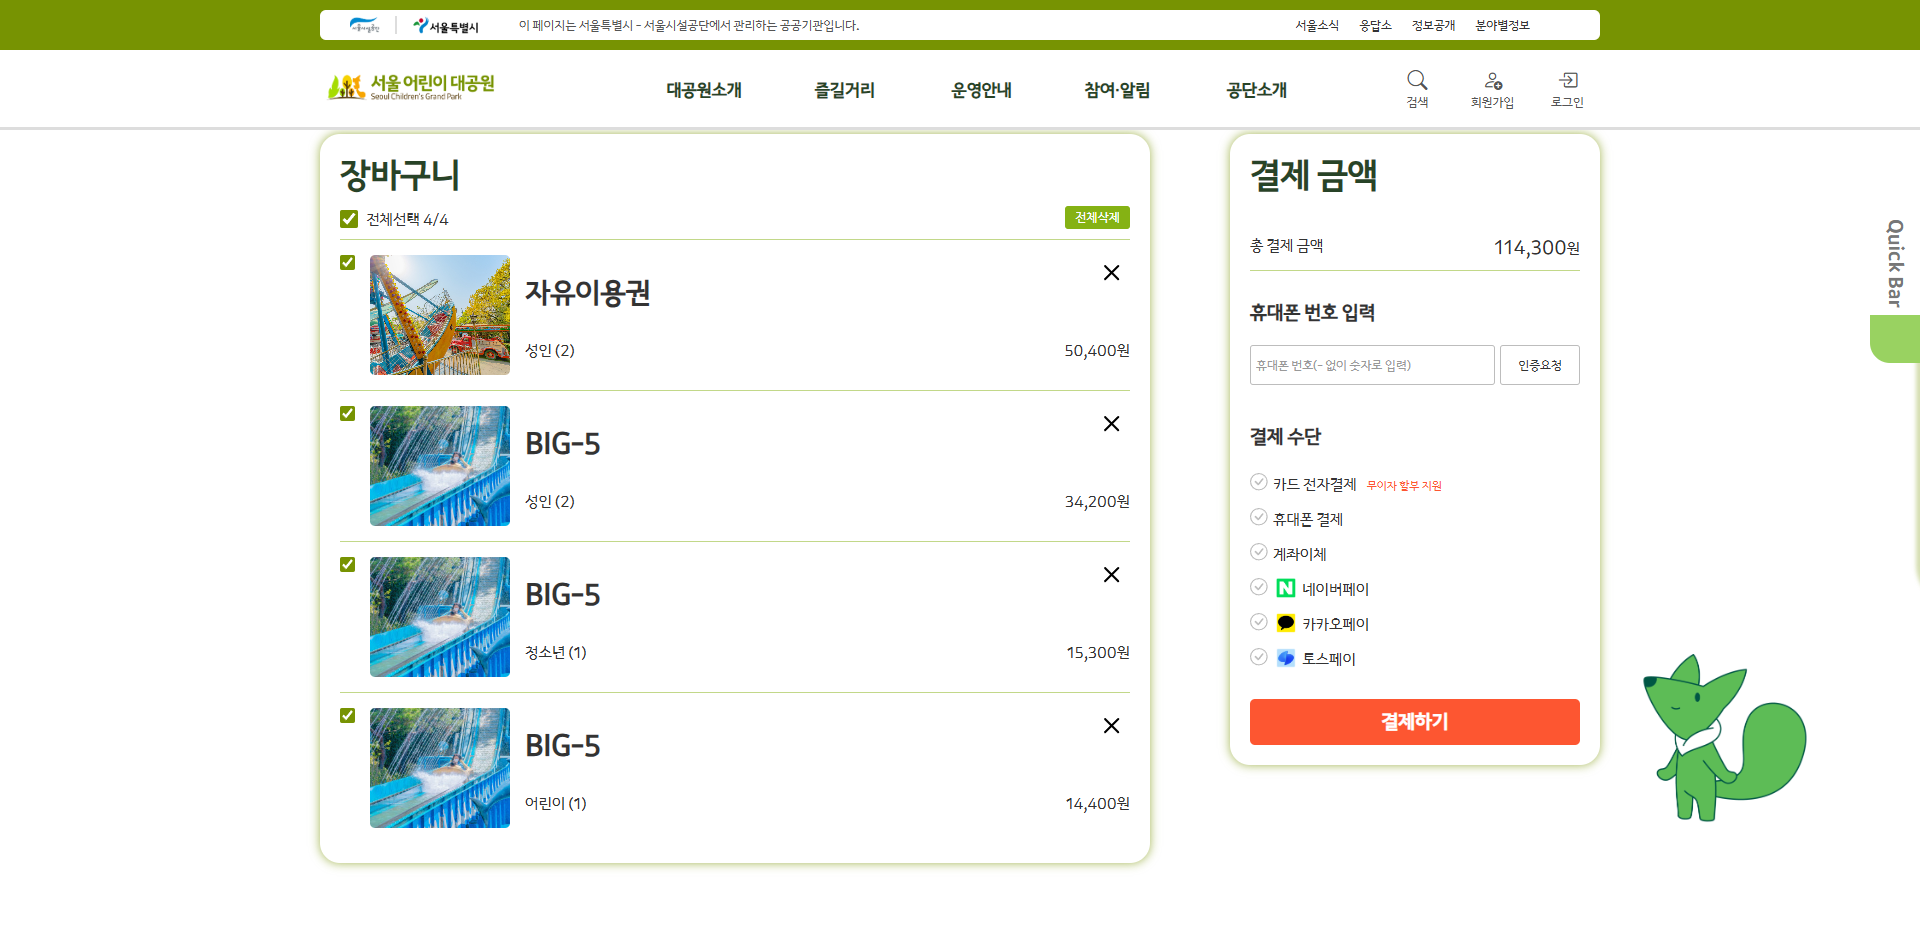 서울시설공단
서울특별시
이 페이지는 서울특별시 - 서울시설공단에서 관리하는 공공기관입니다.
서울소식
응답소
정보공개
분야별정보
서울 어린이 대공원
Seoul Children's Grand Park
대공원소개
즐길거리
운영안내
참여·알림
공단소개
검색
회원가입
로그인
장바구니
전체선택 4/4
전체삭제
자유이용권
성인 (2)
50,400원
BIG-5
성인 (2)
34,200원
BIG-5
청소년 (1)
15,300원
BIG-5
어린이 (1)
14,400원
결제 금액
총 결제 금액
114,300원
휴대폰 번호 입력
휴대폰 번호(- 없이 숫자로 입력)
인증요청
결제 수단
카드 전자결제 무이자 할부 지원
휴대폰 결제
계좌이체
N 네이버페이
카카오페이
토스페이
결제하기
Quick Bar